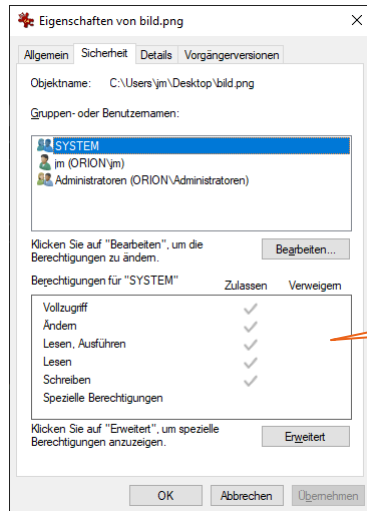 Eigenschaften von bild.png
Allgemein Sicherheit Details Vorgängerversionen
Objektname: C:\Users\jm\Desktop\bild.png
Gruppen- oder Benutzernamen:
SYSTEM
jm (ORION\jm)
Administratoren (ORION\Administratoren)
Klicken Sie auf "Bearbeiten", um die
Berechtigungen zu ändern.
Bearbeiten...
Berechtigungen für "SYSTEM" Zulassen Verweigern
Vollzugriff
Ändern
Lesen, Ausführen
Lesen
Schreiben
Spezielle Berechtigungen
Klicken Sie auf "Erweitert", um spezielle
Berechtigungen anzuzeigen.
Erweitert
OK Abbrechen Übernehmen